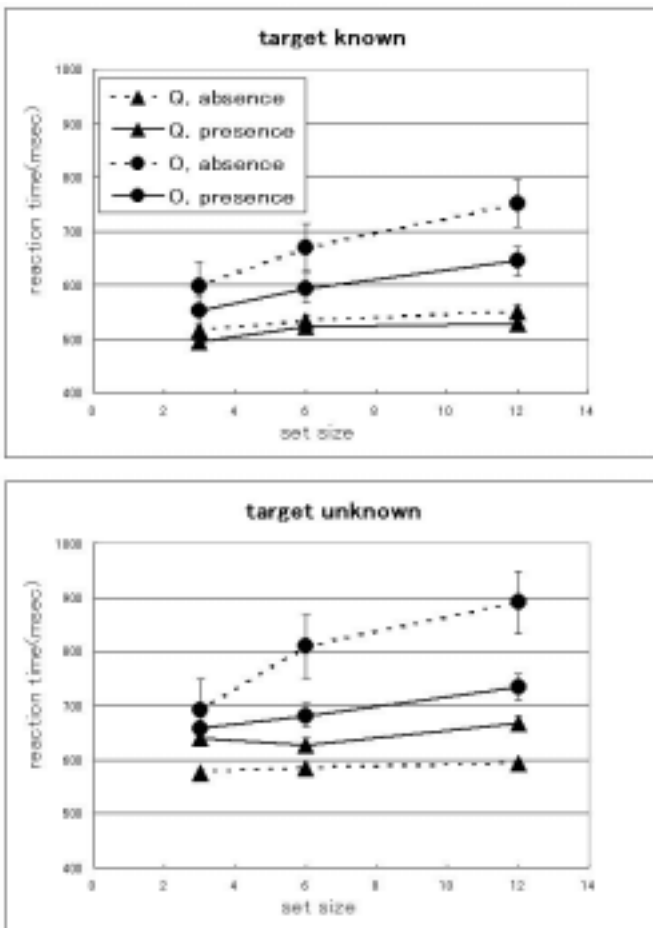 target known
1000
900
800
700
600
500
400
Q, absence
Q, presence
O, absence
O, presence
reaction time(msec)
0 2 4 6 8 10 12 14
set size
target unknown
1000
900
800
700
600
500
400
reaction time(msec)
0 2 4 6 8 10 12 14
set size